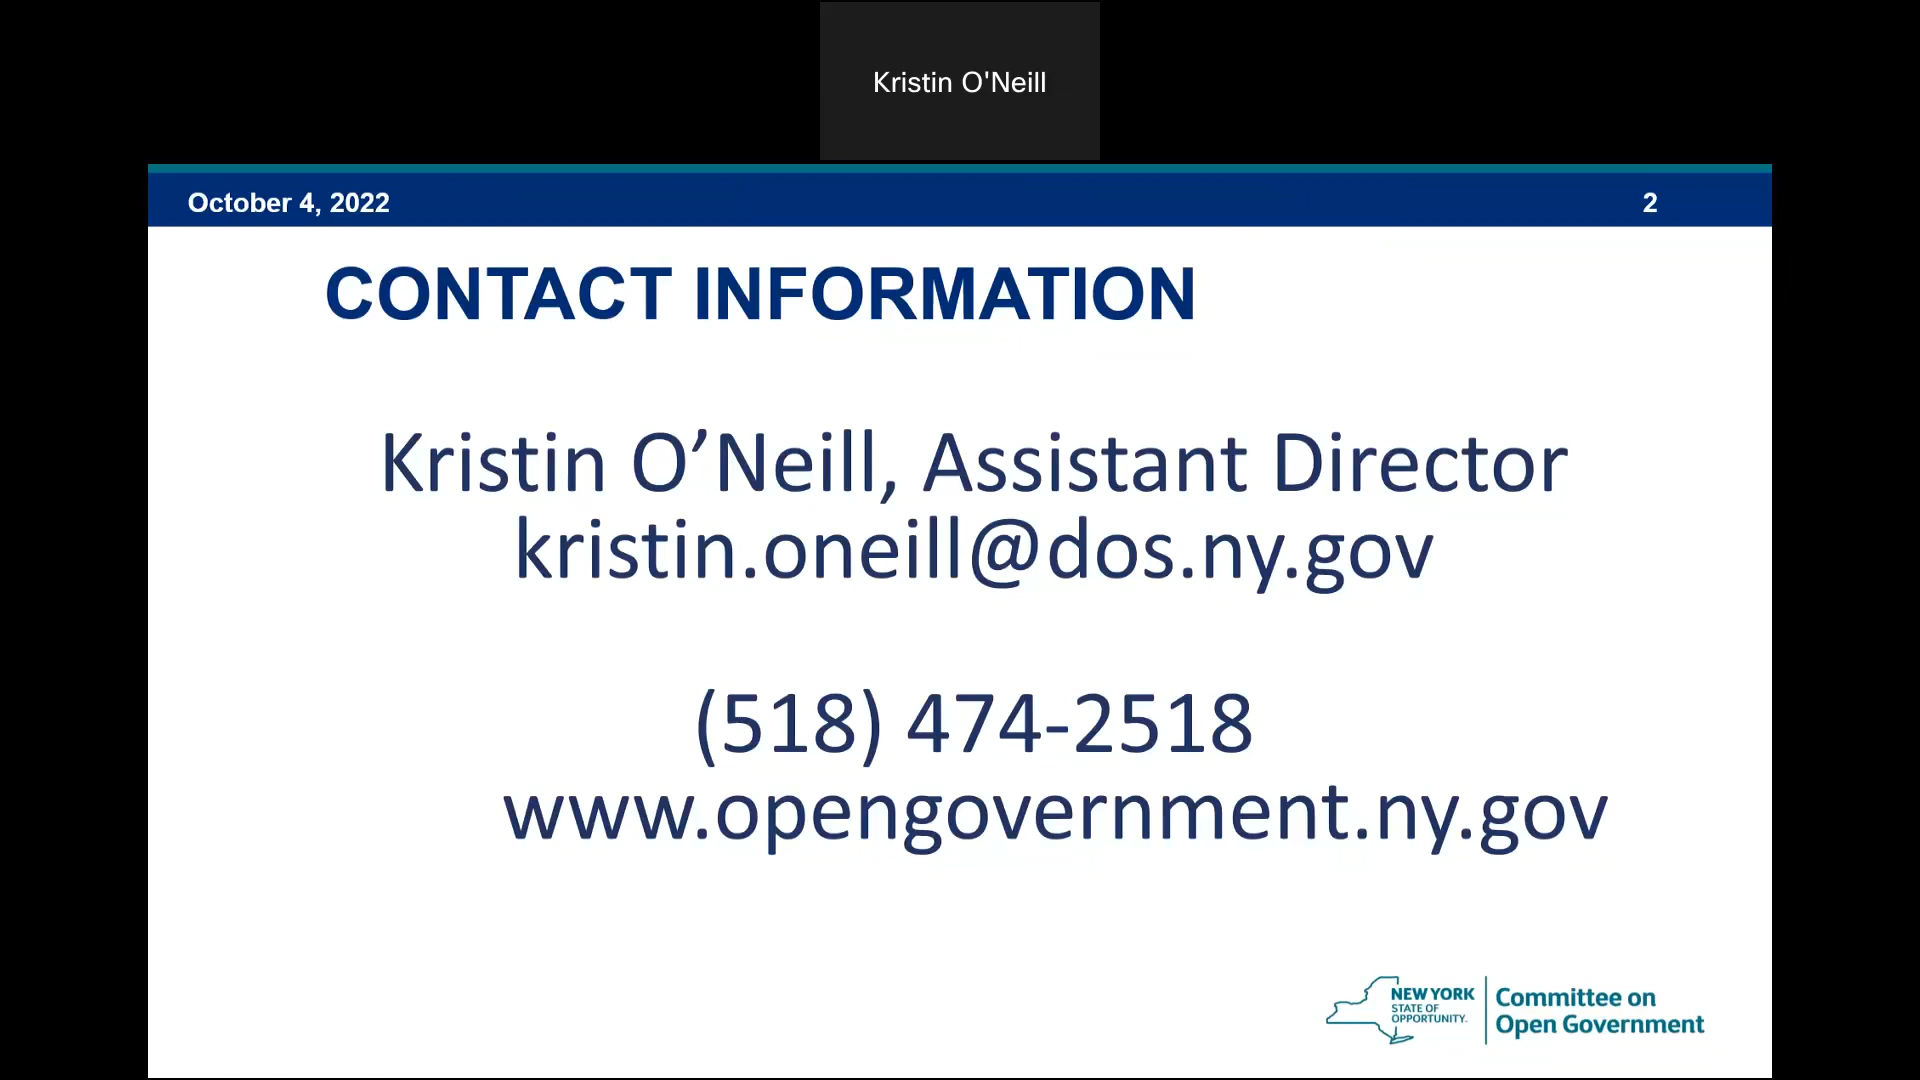 Kristin O'Neill
October 4, 2022
2
CONTACT INFORMATION
Kristin O’Neill, Assistant Director
kristin.oneill@dos.ny.gov
(518) 474-2518
www.opengovernment.ny.gov
NEW YORK
STATE OF
OPPORTUNITY.
Committee on
Open Government